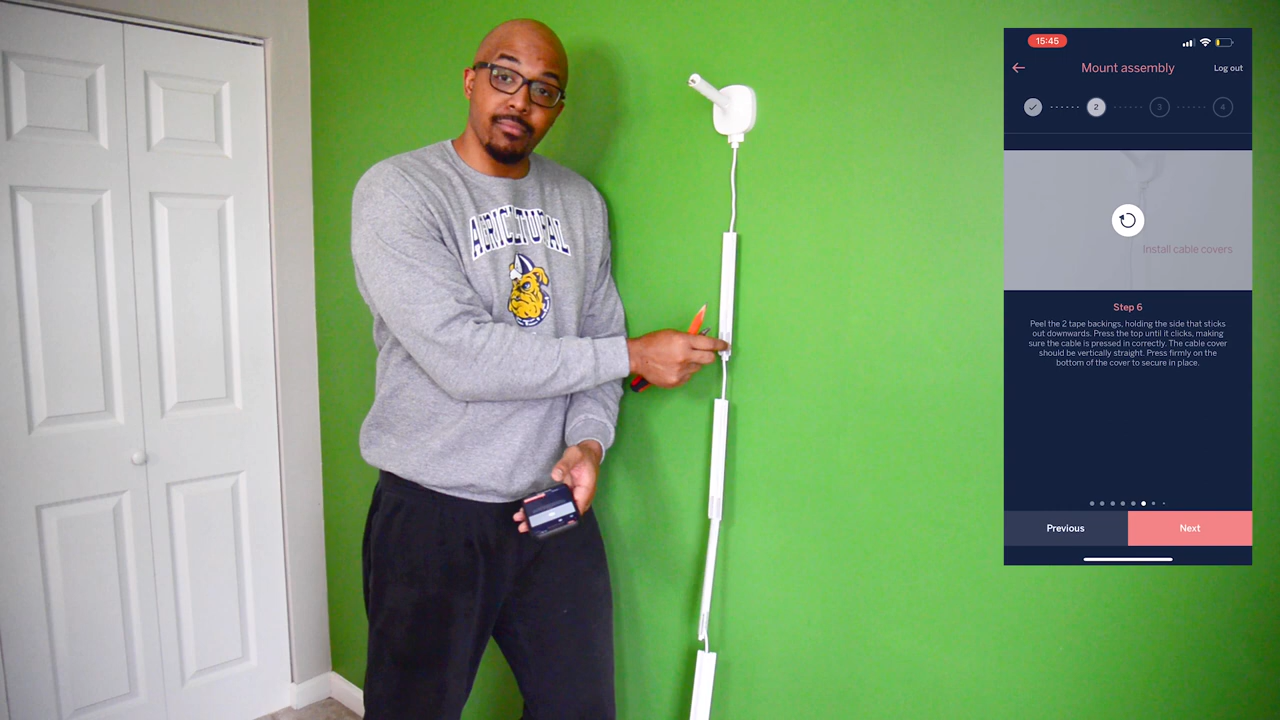 AGRICULTURAL
15:45
Mount assembly
Log out
2
3
4
Install cable covers
Step 6
Peel the 2 tape backings, holding the side that sticks
out downwards. Press the top until it clicks, making
sure the cable is pressed in correctly. The cable cover
should be vertically straight. Press firmly on the
bottom of the cover to secure in place.
Previous
Next